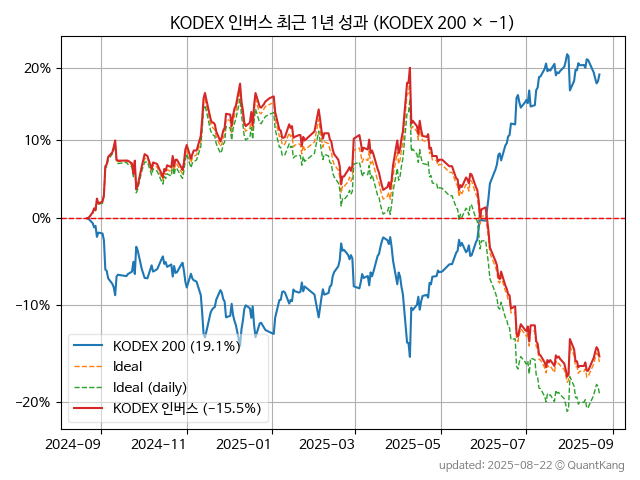 KODEX 인버스 최근 1년 성과 (KODEX 200 × −1)
20%
10%
0%
−10%
−20%
KODEX 200 (19.1%)
Ideal
Ideal (daily)
KODEX 인버스 (−15.5%)
2024-09 2024-11 2025-01 2025-03 2025-05 2025-07 2025-09
updated: 2025-08-22 © QuantKang